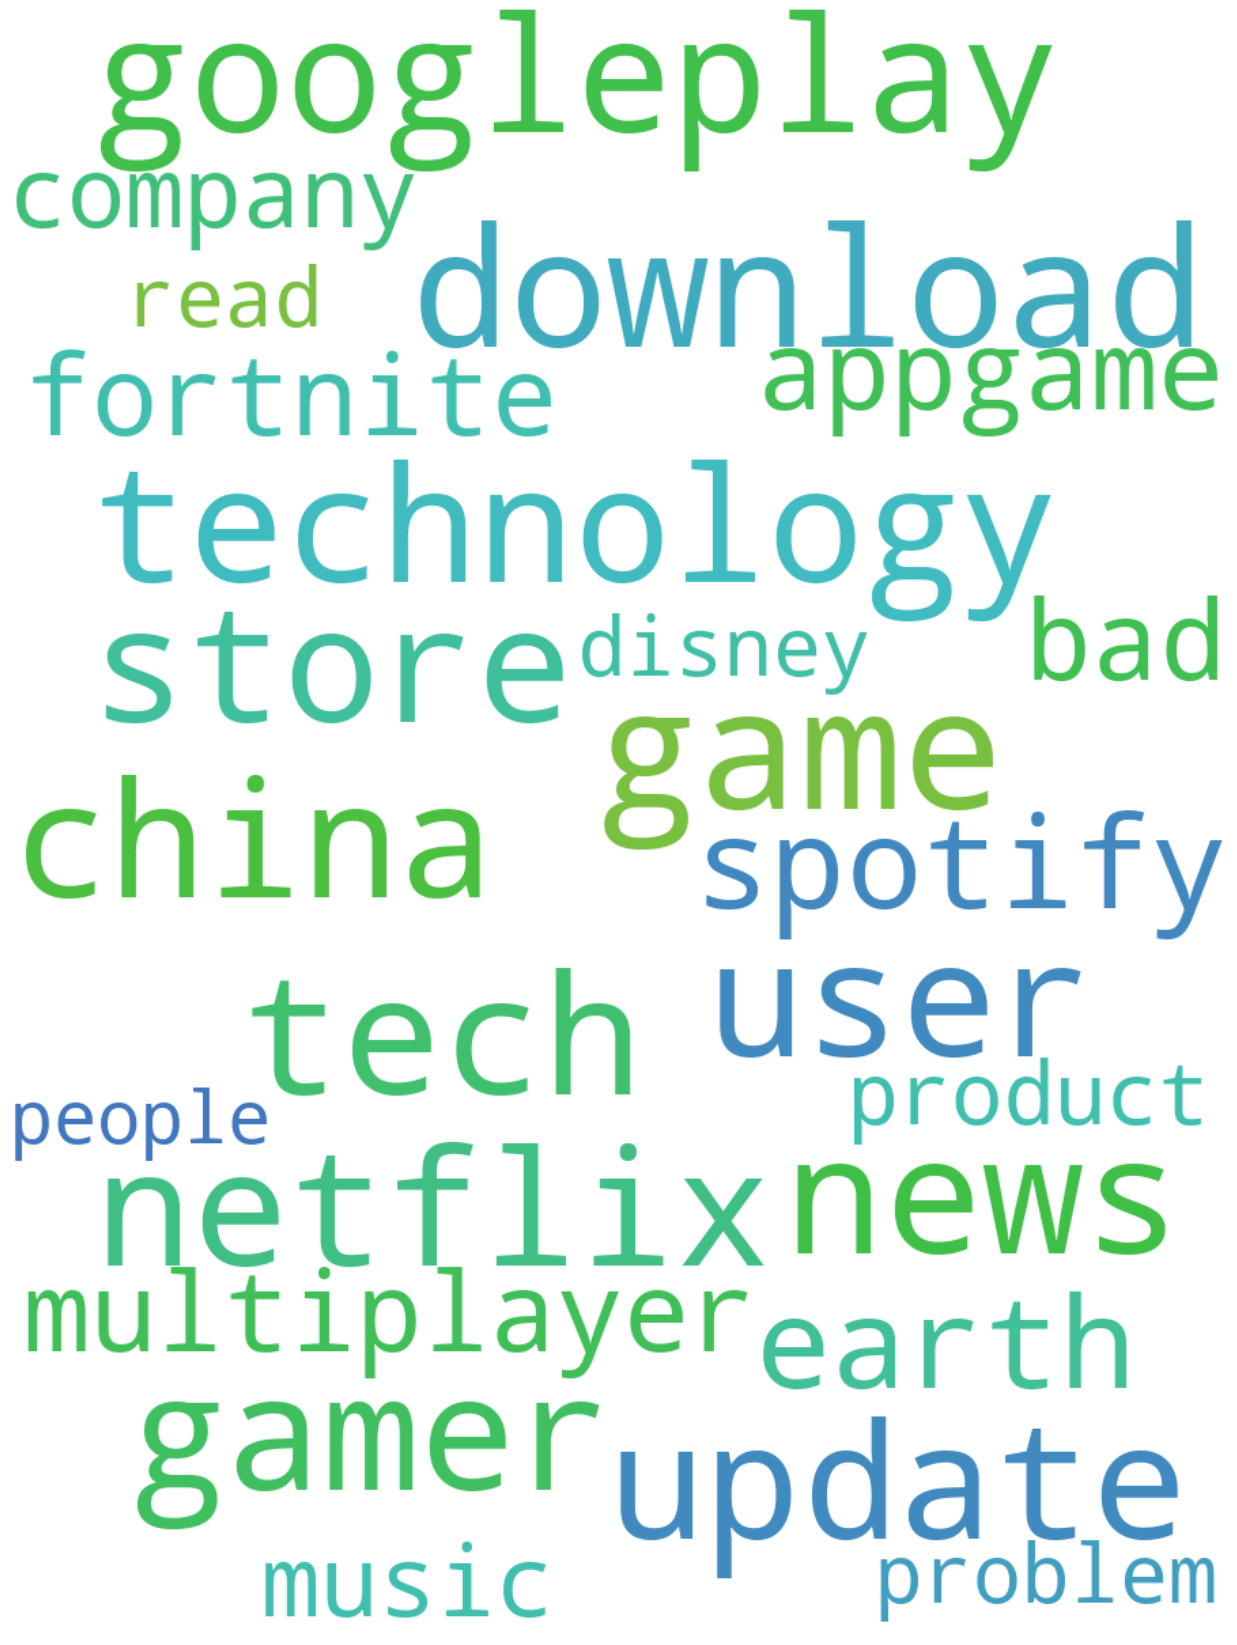 googleplay
company
download
read
appgame
fortnite
technology
bad
store
disney
game
china
spotify
tech
user
product
people
netflix
news
multiplayer
earth
gamer
update
music
problem